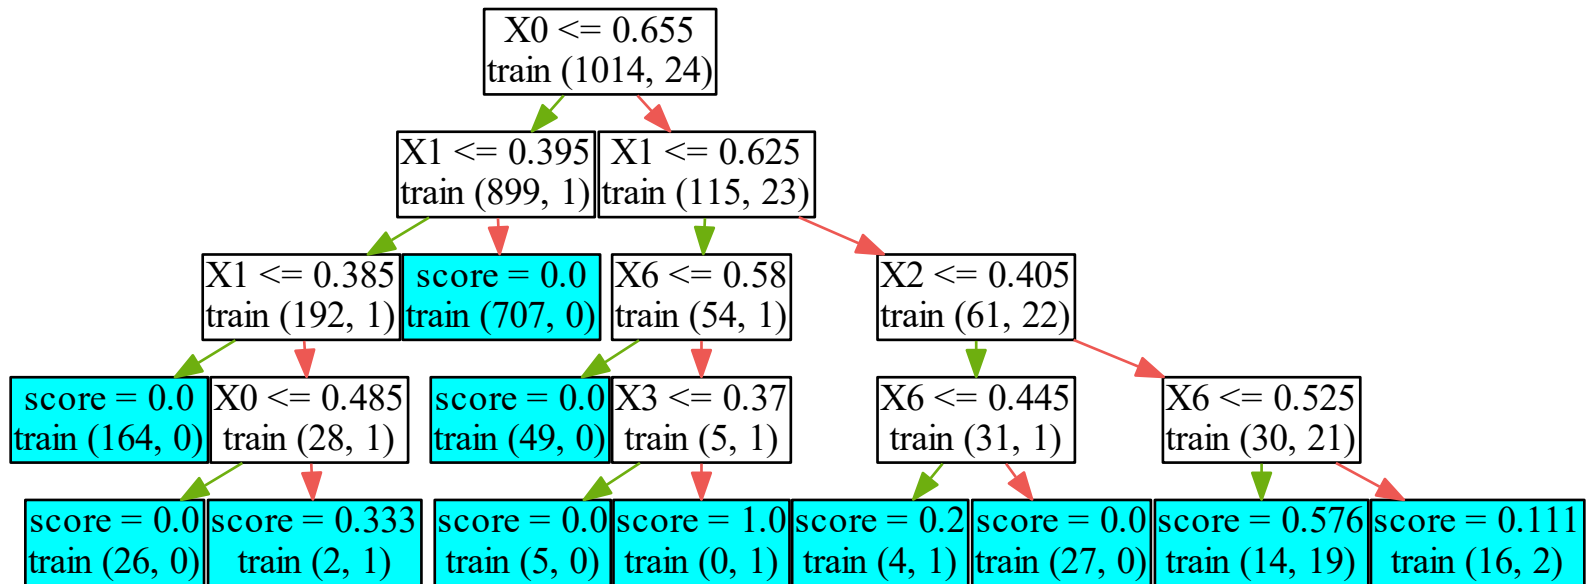 X0 <= 0.655
train (1014, 24)
X1 <= 0.395
train (899, 1)
X1 <= 0.625
train (115, 23)
X1 <= 0.385
train (192, 1)
score = 0.0
train (707, 0)
X6 <= 0.58
train (54, 1)
X2 <= 0.405
train (61, 22)
score = 0.0
train (164, 0)
X0 <= 0.485
train (28, 1)
score = 0.0
train (49, 0)
X3 <= 0.37
train (5, 1)
X6 <= 0.445
train (31, 1)
X6 <= 0.525
train (30, 21)
score = 0.0
train (26, 0)
score = 0.333
train (2, 1)
score = 0.0
train (5, 0)
score = 1.0
train (0, 1)
score = 0.2
train (4, 1)
score = 0.0
train (27, 0)
score = 0.576
train (14, 19)
score = 0.111
train (16, 2)